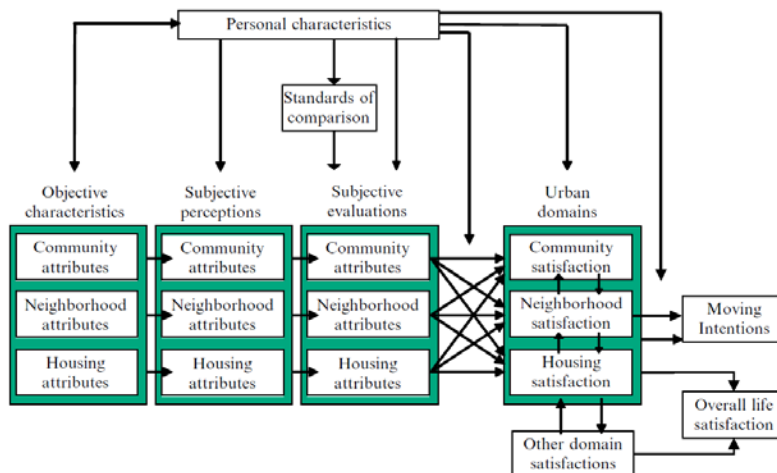 Personal characteristics
Standards of
comparison
Objective
characteristics
Subjective
perceptions
Subjective
evaluations
Urban
domains
Community
attributes
Community
attributes
Community
attributes
Community
satisfaction
Neighborhood
attributes
Neighborhood
attributes
Neighborhood
attributes
Neighborhood
satisfaction
Moving
Intentions
Housing
attributes
Housing
attributes
Housing
attributes
Housing
satisfaction
Overall life
satisfaction
Other domain
satisfactions